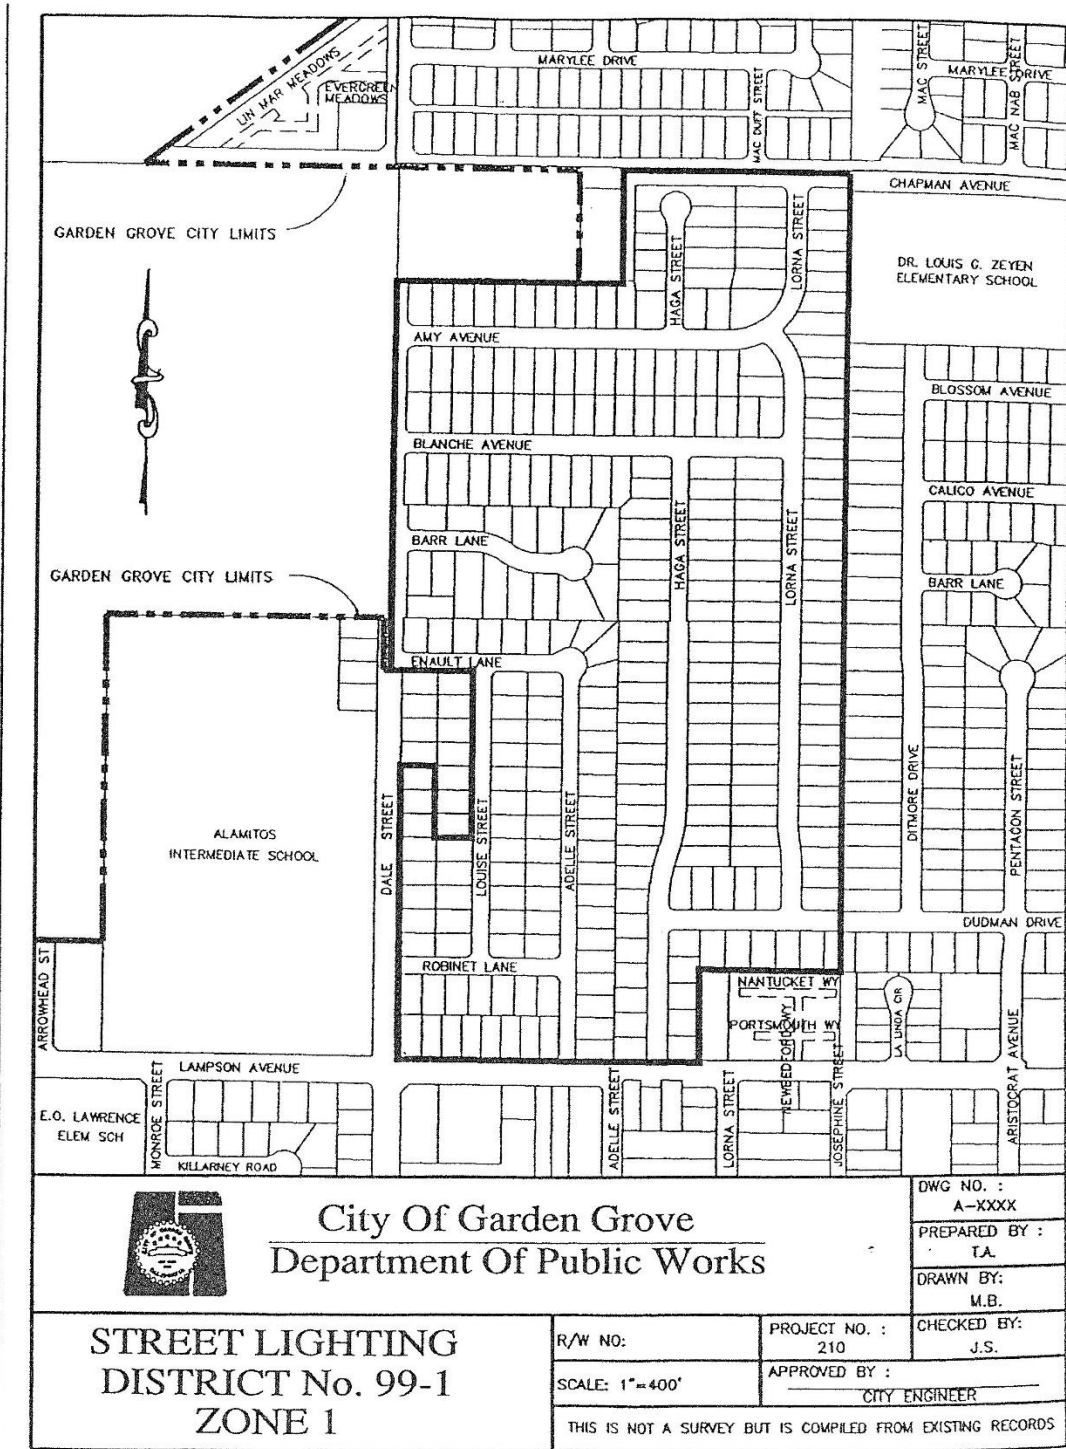 LIN MAR MEADOWS
EVERGREEN
MEADOWS
MARYLEE DRIVE
MAC DUFF STREET
MAC STREET
MARYLEE DRIVE
MAC NAB STREET
CHAPMAN AVENUE
GARDEN GROVE CITY LIMITS
HAGA STREET
LORNA STREET
DR. LOUIS G. ZEYEN
ELEMENTARY SCHOOL
AMY AVENUE
BLOSSOM AVENUE
BLANCHE AVENUE
CALICO AVENUE
HAGA STREET
LORNA STREET
BARR LANE
BARR LANE
GARDEN GROVE CITY LIMITS
ENAULT LANE
DITMORE DRIVE
PENTAGON STREET
DALE STREET
LOUISE STREET
ADELLE STREET
ALAMITOS
INTERMEDIATE SCHOOL
DUDMAN DRIVE
ARROWHEAD ST
ROBINET LANE
NANTUCKET WY
PORTSMOUTH WY
NEWBEDFORD WY
LA LINDA CIR
ARISTOCRAT AVENUE
LAMPSON AVENUE
MONROE STREET
E.O. LAWRENCE
ELEM SCH
KILLARNEY ROAD
ADELLE STREET
LORNA STREET
JOSEPHINE STREET
City Of Garden Grove
Department Of Public Works
DWG NO. :
A-XXXX
PREPARED BY :
T.A.
DRAWN BY:
M.B.
STREET LIGHTING
DISTRICT No. 99-1
ZONE 1
R/W NO:
PROJECT NO. :
210
CHECKED BY:
J.S.
SCALE: 1"=400'
APPROVED BY :
CITY ENGINEER
THIS IS NOT A SURVEY BUT IS COMPILED FROM EXISTING RECORDS